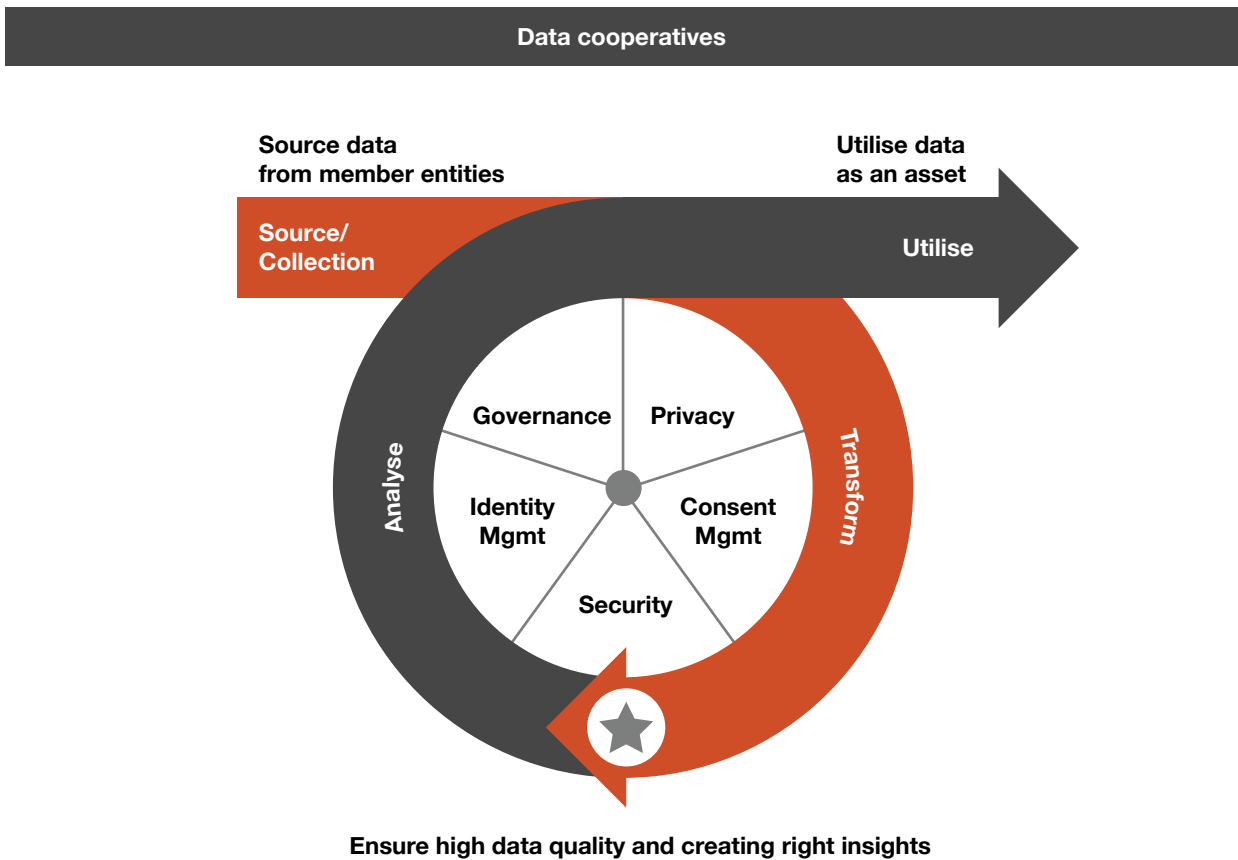 Data cooperatives
Source data
from member entities
Utilise data
as an asset
Source/
Collection
Utilise
Governance
Privacy
Analyse
Transform
Identity
Mgmt
Consent
Mgmt
Security
Ensure high data quality and creating right insights